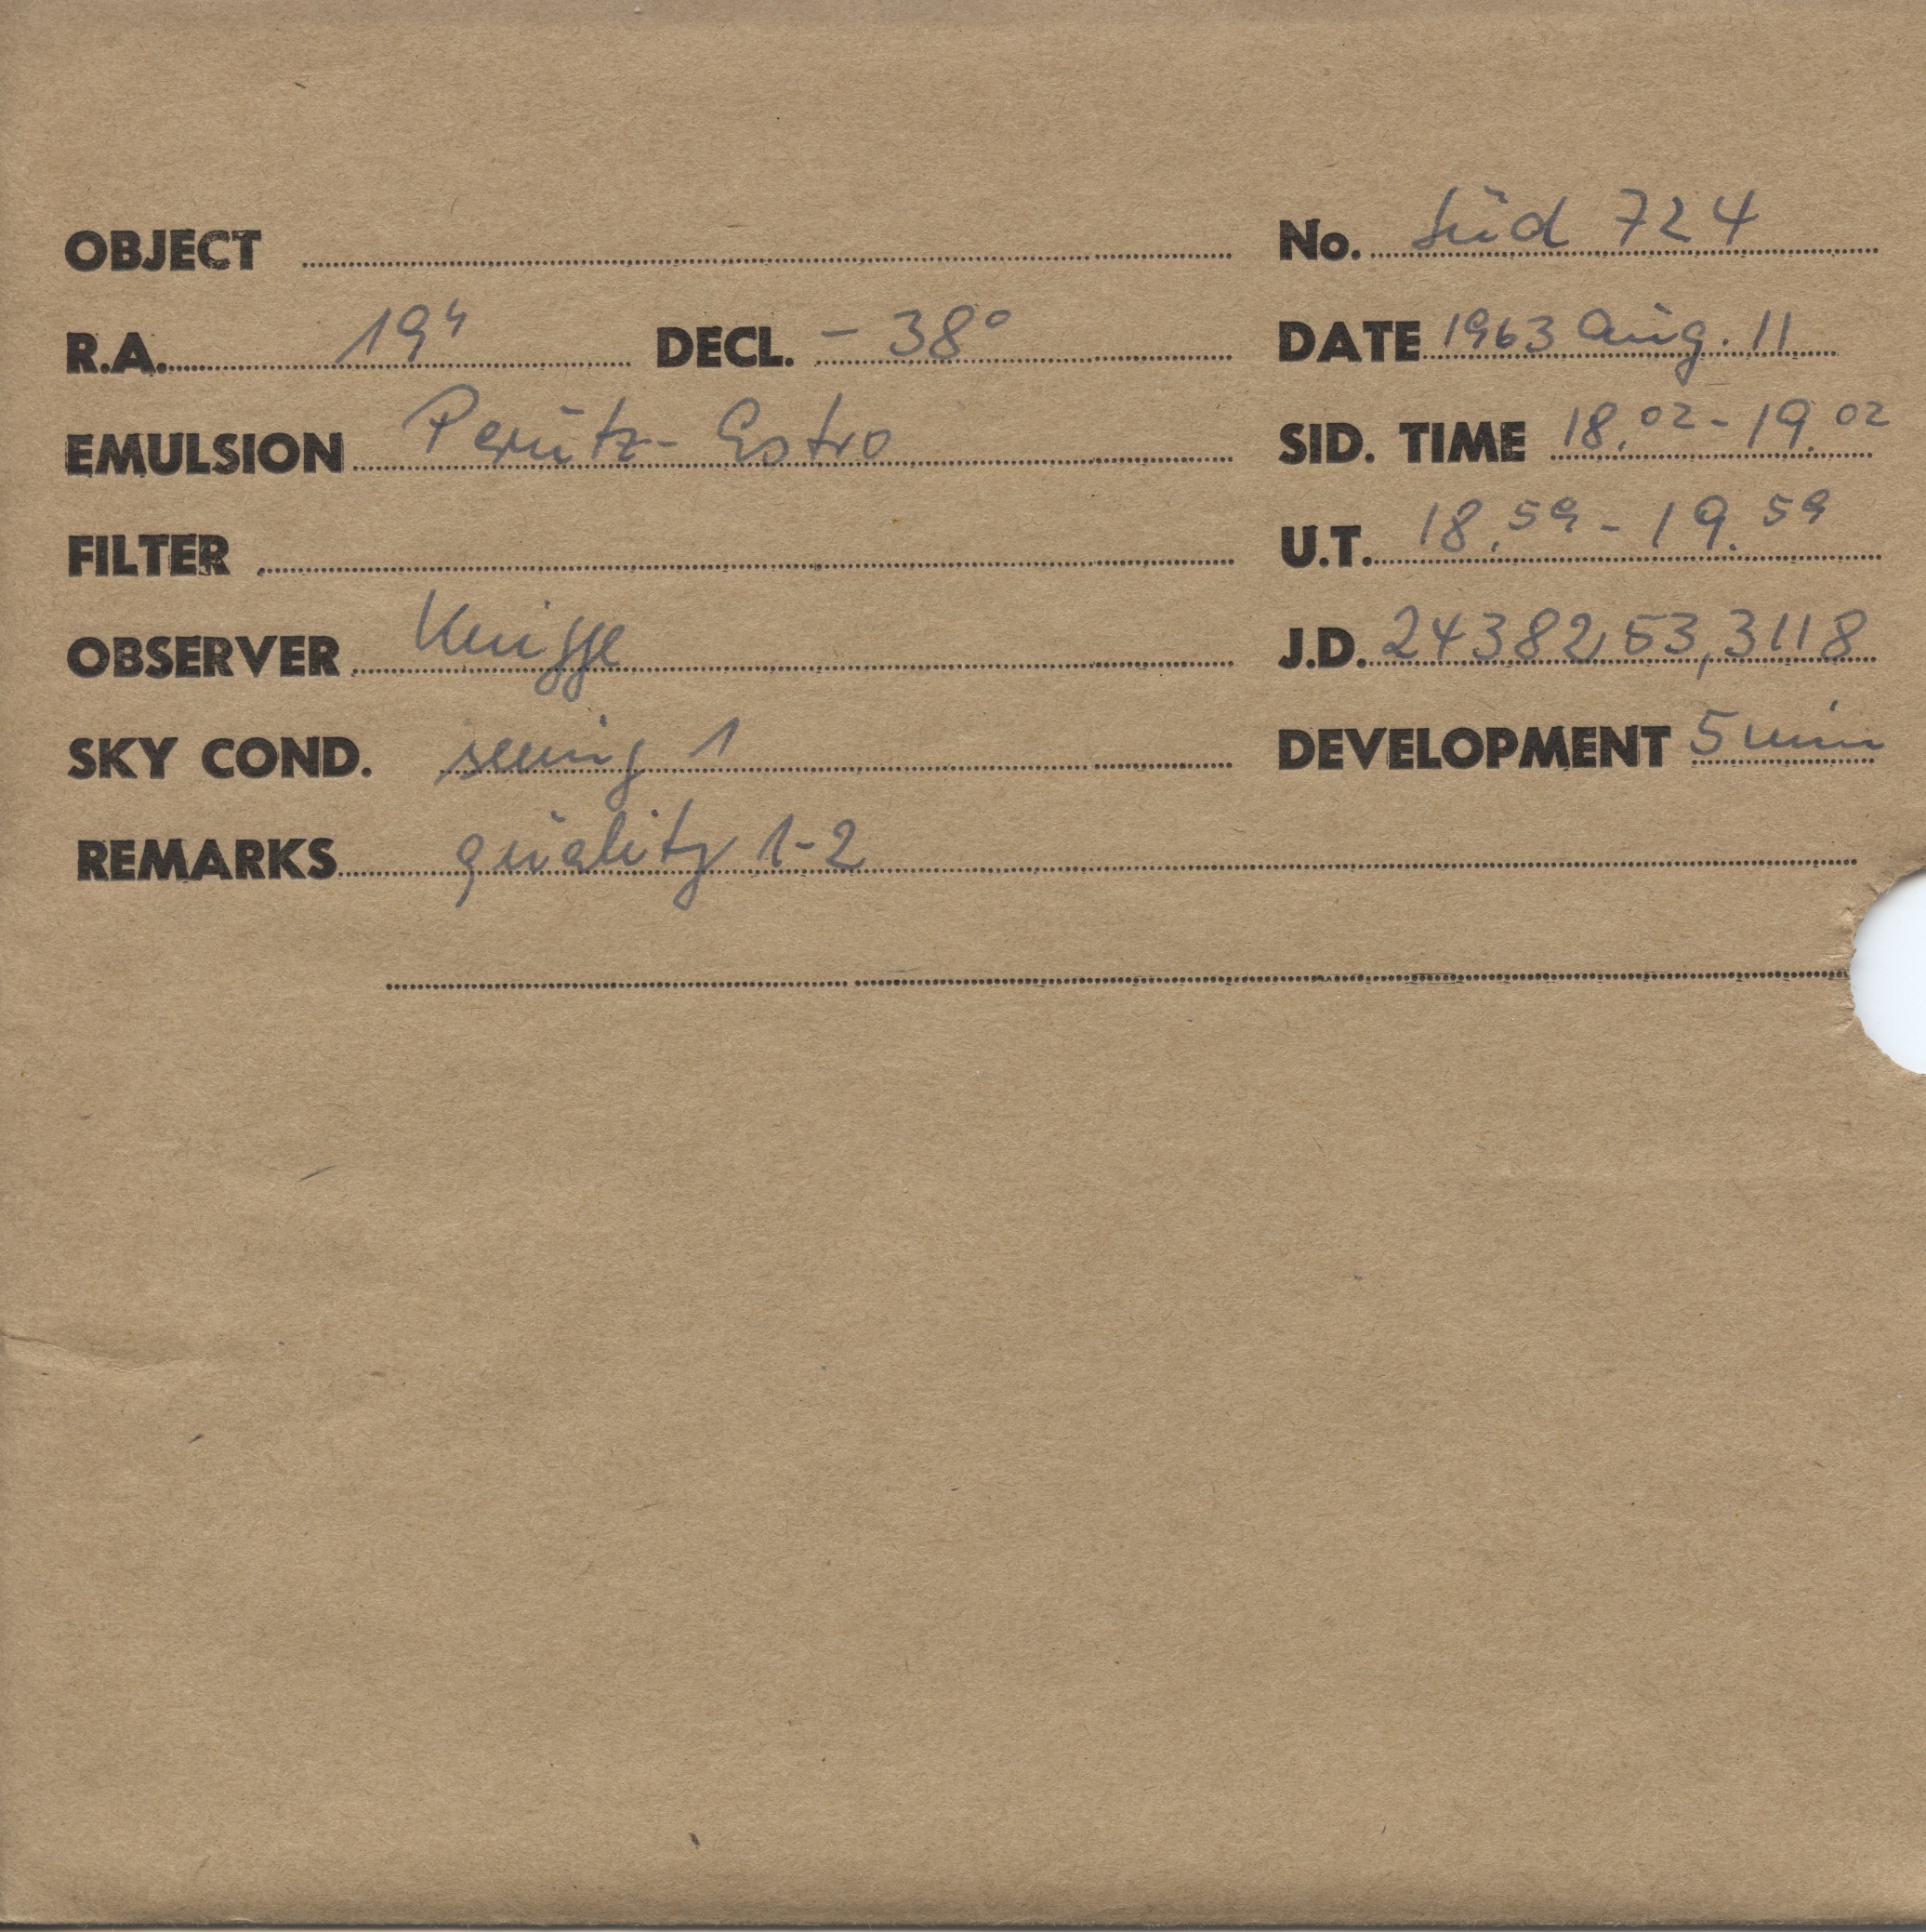 OBJECT No. Süd 724
R.A. 19h DECL. - 38° DATE 1963 Aug. 11
EMULSION Perutz- Astro SID. TIME 18.02 - 19.02
FILTER U.T. 18.59 - 19.59
OBSERVER Knigge J.D. 2438253,3118
SKY COND. seeing 1 DEVELOPMENT 5 min
REMARKS quality 1-2